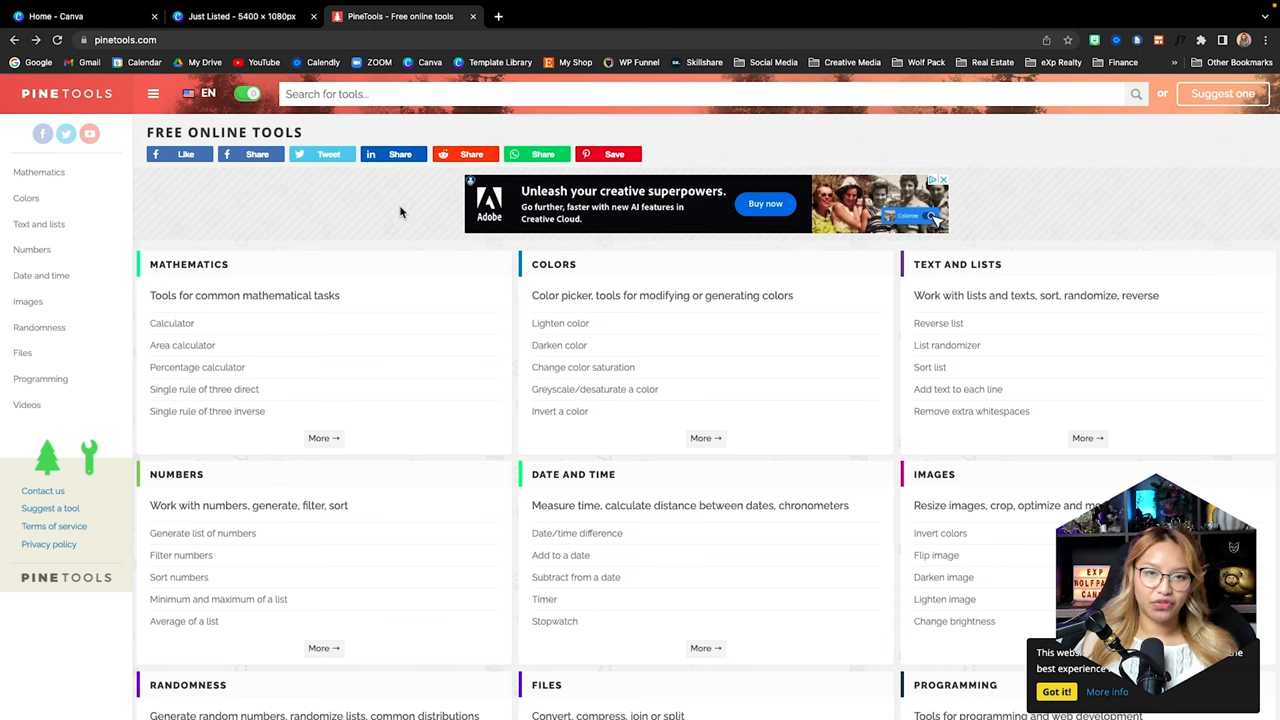 Home - Canva
Just Listed - 5400 × 1080px
PineTools - Free online tools
pinetools.com
Google
Gmail
Calendar
My Drive
YouTube
Calendly
ZOOM
Canva
Template Library
My Shop
WP Funnel
Skillshare
Social Media
Creative Media
Wolf Pack
Real Estate
eXp Realty
Finance
Other Bookmarks
PINETOOLS
EN
Search for tools...
or
Suggest one
FREE ONLINE TOOLS
Like
Share
Tweet
Share
Share
Share
Save
Adobe
Unleash your creative superpowers.
Go further, faster with new AI features in
Creative Cloud.
Buy now
Colorize
Mathematics
Colors
Text and lists
Numbers
Date and time
Images
Randomness
Files
Programming
Videos
Contact us
Suggest a tool
Terms of service
Privacy policy
PINETOOLS
MATHEMATICS
Tools for common mathematical tasks
Calculator
Area calculator
Percentage calculator
Single rule of three direct
Single rule of three inverse
More →
COLORS
Color picker, tools for modifying or generating colors
Lighten color
Darken color
Change color saturation
Greyscale/desaturate a color
Invert a color
More →
TEXT AND LISTS
Work with lists and texts, sort, randomize, reverse
Reverse list
List randomizer
Sort list
Add text to each line
Remove extra whitespaces
More →
NUMBERS
Work with numbers, generate, filter, sort
Generate list of numbers
Filter numbers
Sort numbers
Minimum and maximum of a list
Average of a list
More →
DATE AND TIME
Measure time, calculate distance between dates, chronometers
Date/time difference
Add to a date
Subtract from a date
Timer
Stopwatch
More →
IMAGES
Resize images, crop, optimize and
Invert colors
Flip image
Darken image
Lighten image
Change brightness
EXP
WOLFPA
CAN
This
the
best experience
Got it!
More info
RANDOMNESS
Generate random numbers, randomize lists, common distributions
FILES
Convert, compress, join or split
PROGRAMMING
Tools for programming and web development